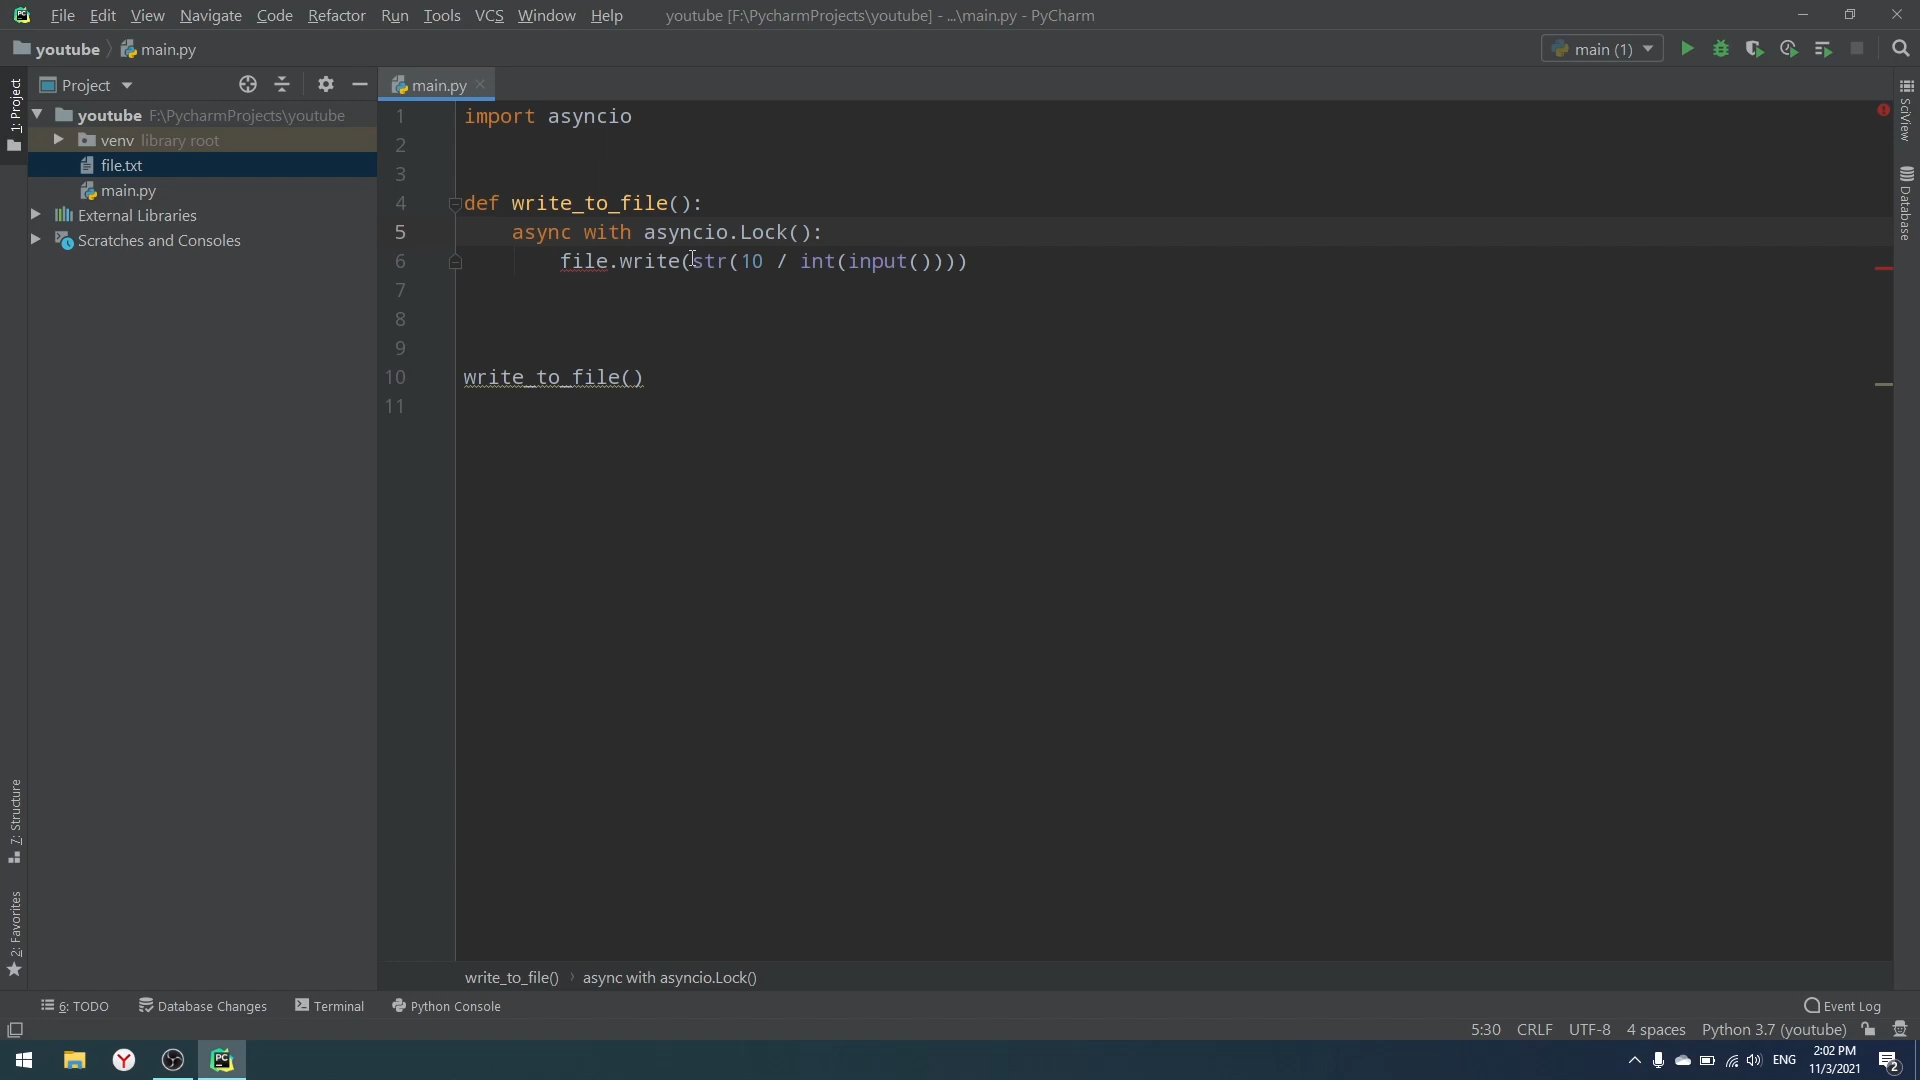 File Edit View Navigate Code Refactor Run Tools VCS Window Help youtube [F:\PycharmProjects\youtube] - ...\main.py - PyCharm
youtube main.py main (1)
Project main.py
1: Project
youtube F:\PycharmProjects\youtube
venv library root
file.txt
main.py
External Libraries
Scratches and Consoles
1 import asyncio
2
3
4 def write_to_file():
5 async with asyncio.Lock():
6 file.write(str(10 / int(input())))
7
8
9
10 write_to_file()
11
SciView
Database
7: Structure
2: Favorites
write_to_file() async with asyncio.Lock()
6: TODO Database Changes Terminal Python Console Event Log
5:30 CRLF UTF-8 4 spaces Python 3.7 (youtube)
PC ENG 2:02 PM
11/3/2021 2